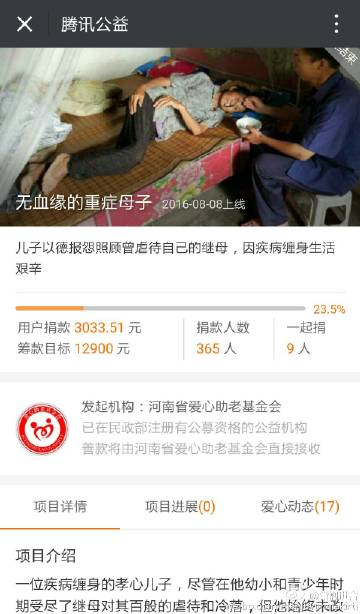 腾讯公益
结束
无血缘的重症母子 2016-08-08上线
儿子以德报怨照顾曾虐待自己的继母，因疾病缠身生活
艰辛
23.5%
用户捐款 3033.51 元 捐款人数 一起捐
筹款目标 12900 元 365 人 9 人
发起机构：河南省爱心助老基金会
已在民政部注册有公募资格的公益机构
善款将由河南省爱心助老基金会直接接收
项目详情 项目进展(0) 爱心动态(17)
项目介绍
一位疾病缠身的孝心儿子，尽管在他幼小和青少年时
期受尽了继母对其百般的虐待和冷落，但他始终